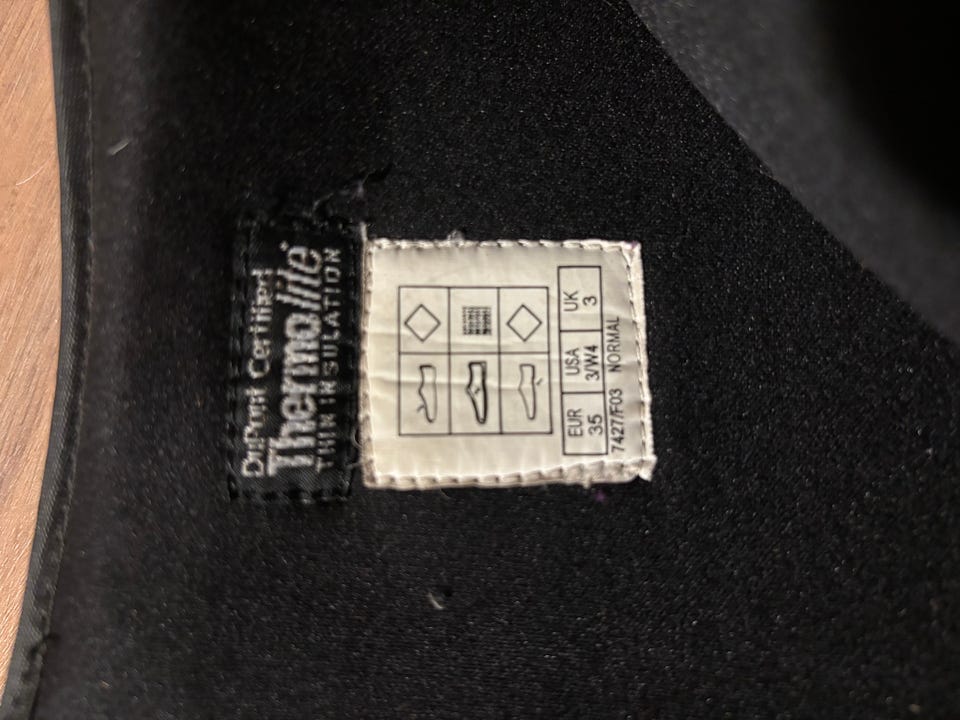 DuPont Certified
Thermolite
THIN INSULATION
EUR USA UK
35 3/W4 3
7427/F03 NORMAL